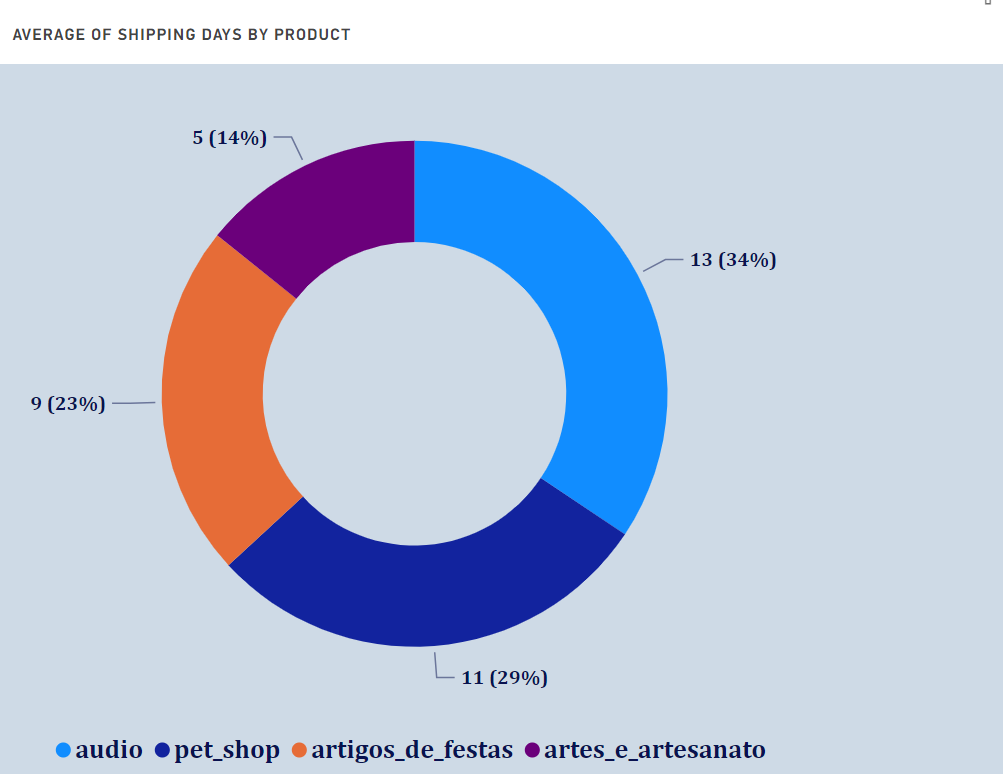 AVERAGE OF SHIPPING DAYS BY PRODUCT
5 (14%)
13 (34%)
9 (23%)
11 (29%)
audio pet_shop artigos_de_festas artes_e_artesanato